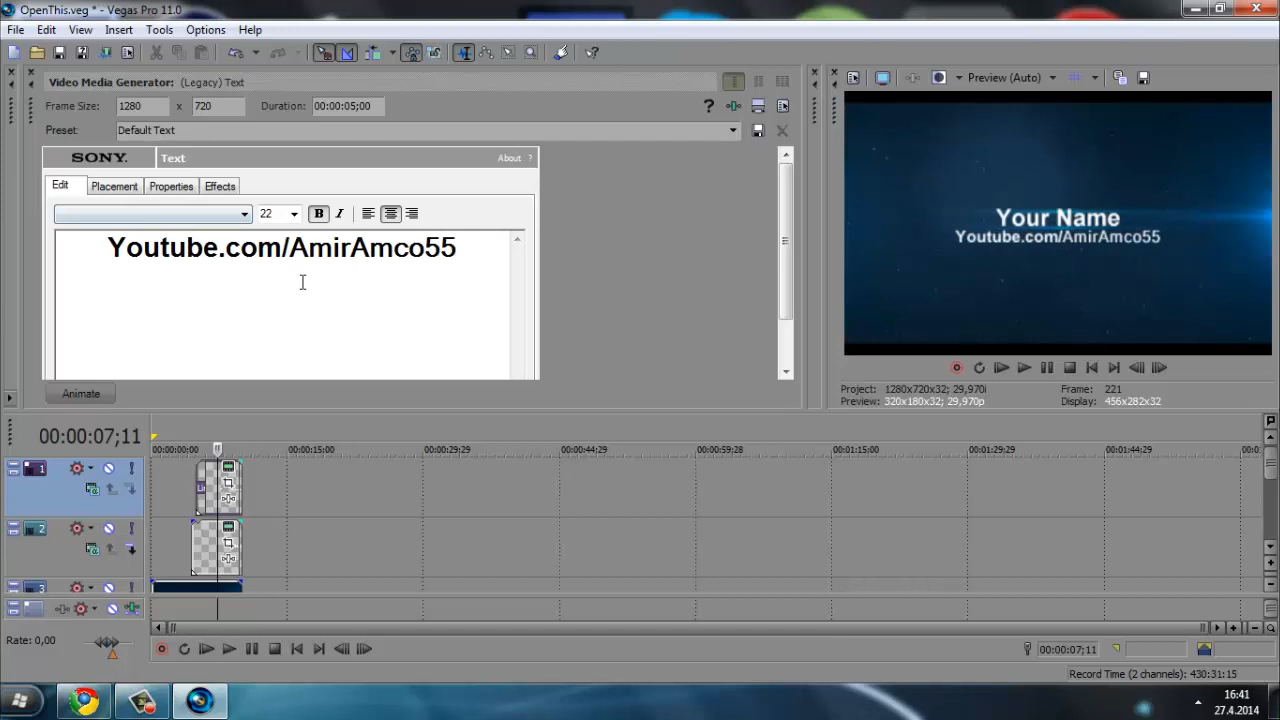 OpenThis.veg * - Vegas Pro 11.0
File Edit View Insert Tools Options Help
Video Media Generator: (Legacy) Text
Frame Size: 1280 x 720 Duration: 00:00:05;00
Preset: Default Text
SONY. Text About ?
Edit Placement Properties Effects
22 B I
Youtube.com/AmirAmco55
Animate
Preview (Auto)
Your Name
Youtube.com/AmirAmco55
Project: 1280x720x32; 29,970i Frame: 221
Preview: 320x180x32; 29,970p Display: 456x282x32
00:00:07;11
00:00:00;00 00:00:15;00 00:00:29;29 00:00:44;29 00:00:59;28 00:01:15;00 00:01:29;29 00:01:44;29 00:0
1
2
3
Rate: 0,00
00:00:07;11
Record Time (2 channels): 430:31:15
16:41
27.4.2014